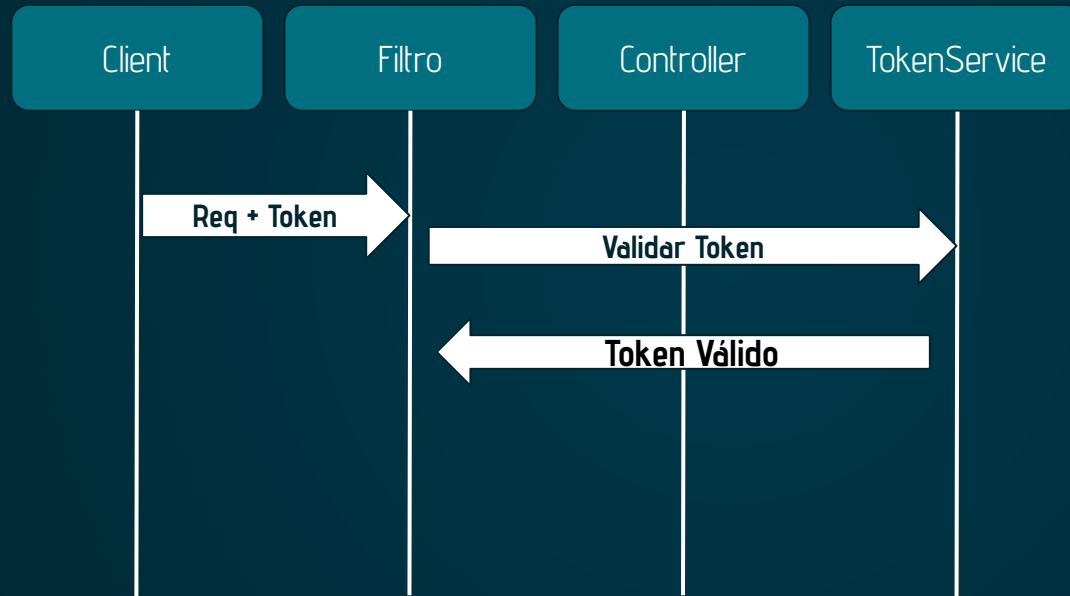 Client
Filtro
Controller
TokenService
Req + Token
Validar Token
Token Válido